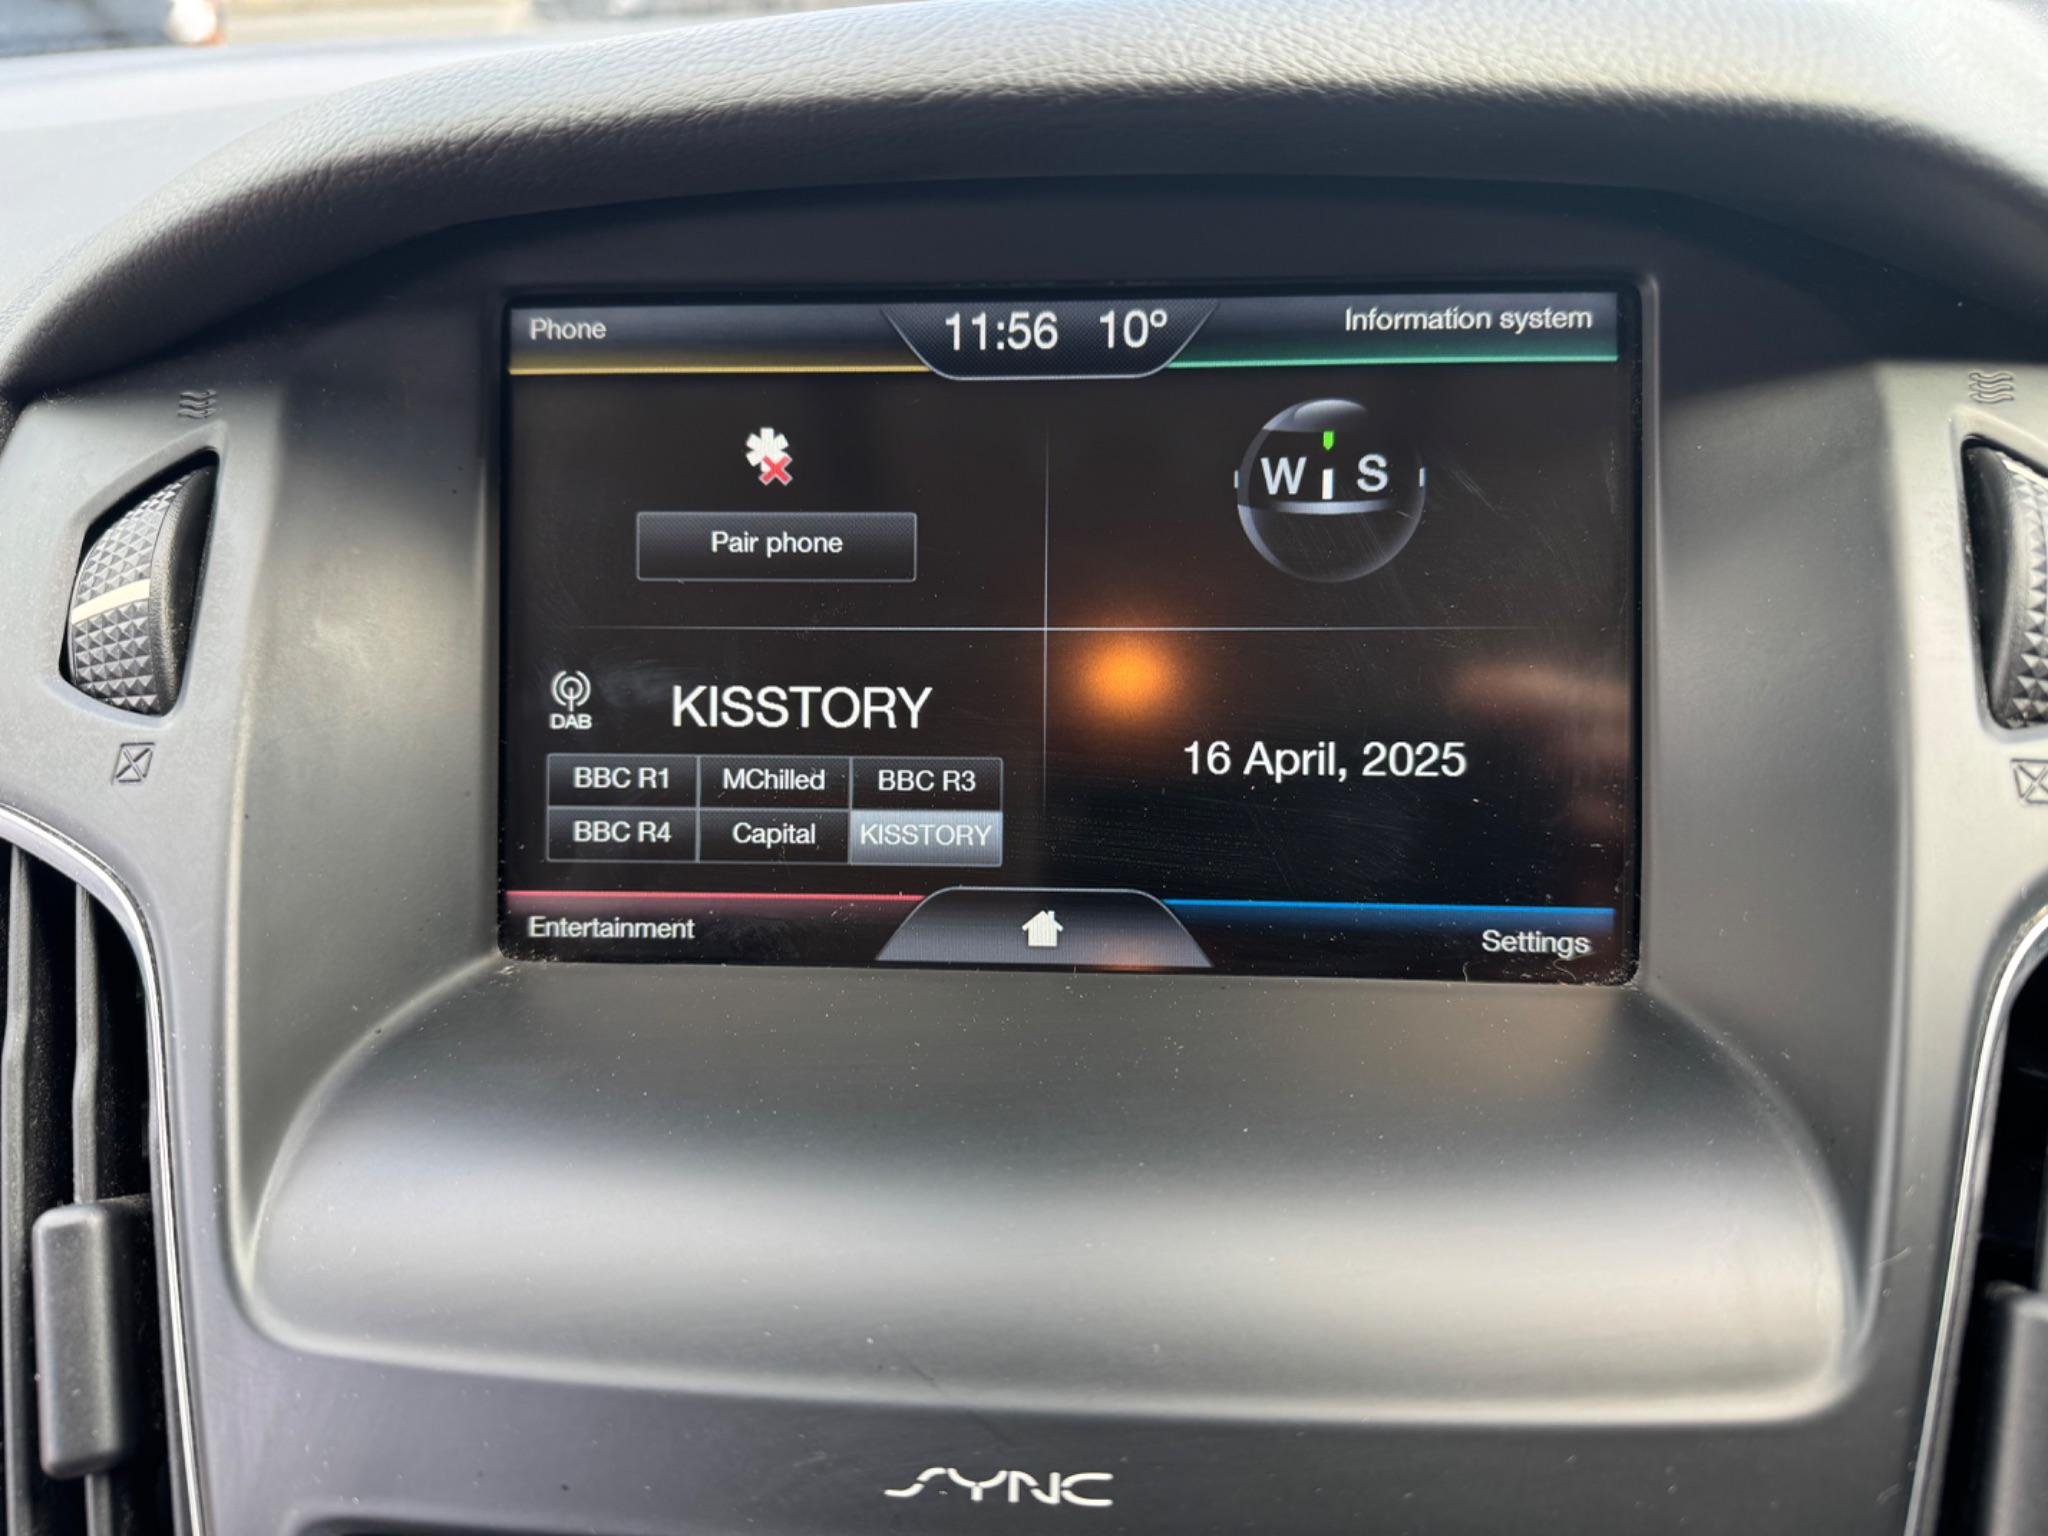 Phone
11:56 10°
Information system
Pair phone
W S
DAB
KISSTORY
BBC R1 MChilled BBC R3
BBC R4 Capital KISSTORY
16 April, 2025
Entertainment
Settings
SYNC